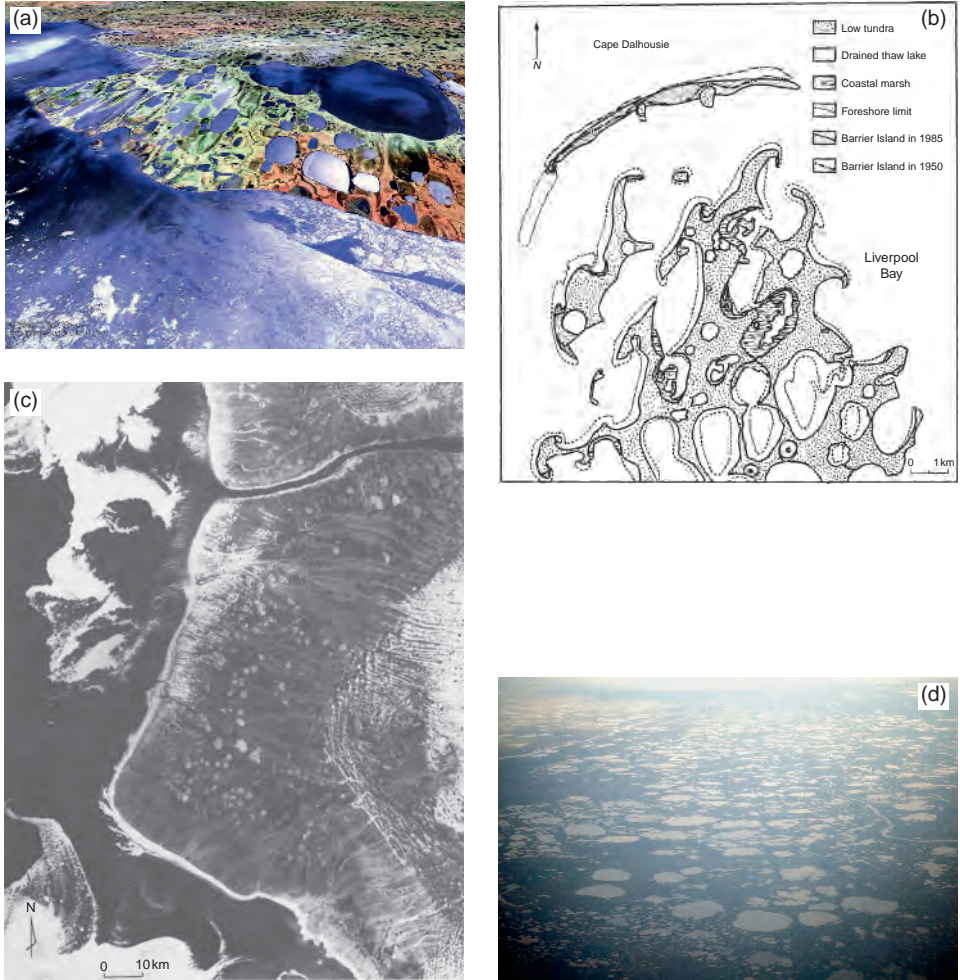 (a)
(b)
N
Cape Dalhousie
Low tundra
Drained thaw lake
Coastal marsh
Foreshore limit
Barrier Island in 1985
Barrier Island in 1950
Liverpool
Bay
0 1 km
(c)
N
0 10 km
(d)